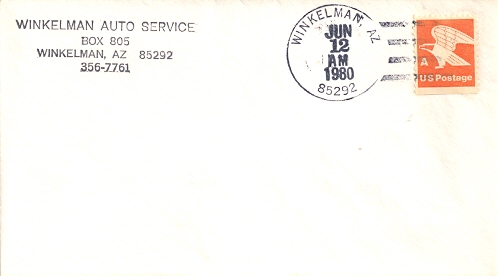 WINKELMAN AUTO SERVICE
BOX 805
WINKELMAN, AZ 85292
356-7761
WINKELMAN, AZ
JUN
12
AM
1980
85292
A
US Postage